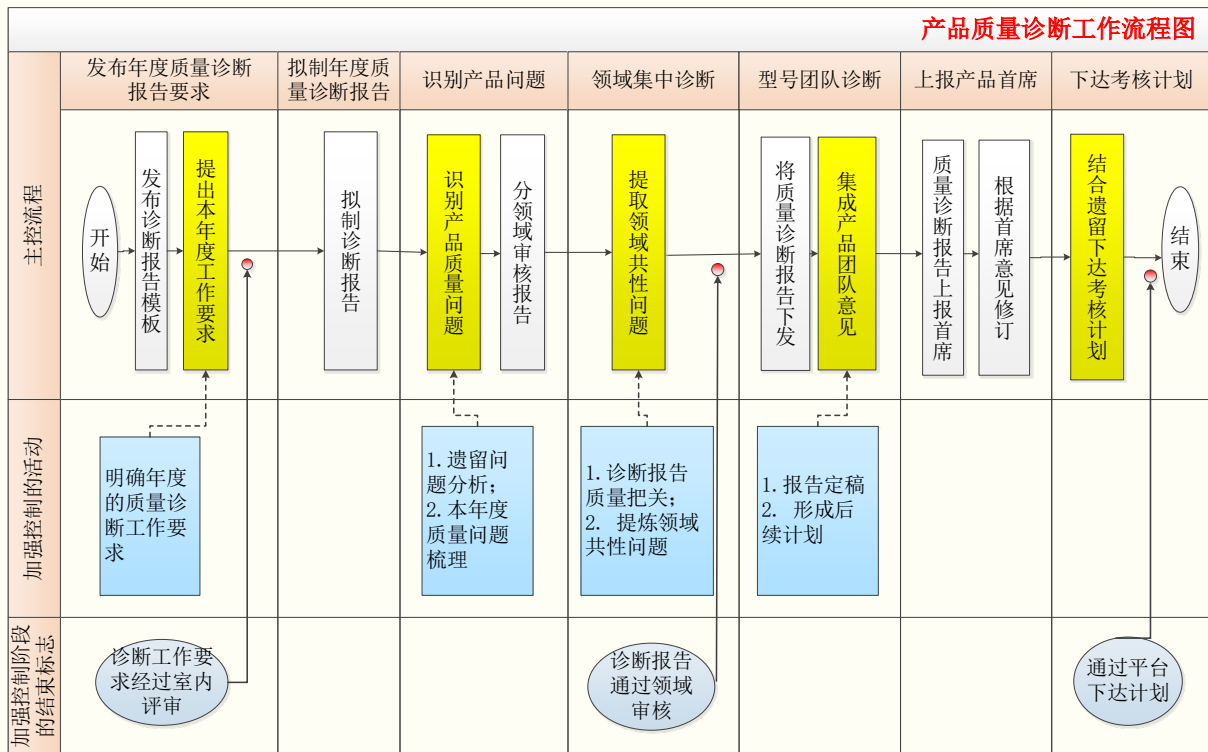 产品质量诊断工作流程图
发布年度质量诊断
报告要求
拟制年度质
量诊断报告
识别产品问题
领域集中诊断
型号团队诊断
上报产品首席
下达考核计划
主控流程
开
始
发布诊断报告模板
提出本年度工作要求
拟制诊断报告
识别产品质量问题
分领域审核报告
提取领域共性问题
将质量诊断报告下发
集成产品团队意见
质量诊断报告上报首席
根据首席意见修订
结合遗留下达考核计划
结
束
加强控制的活动
明确年度
的质量诊
断工作要
求
1.遗留问
题分析；
2.本年度
质量问题
梳理
1.诊断报告
质量把关；
2. 提炼领域
共性问题
1.报告定稿
2. 形成后
续计划
加强控制阶段
的结束标志
诊断工作要
求经过室内
评审
诊断报告
通过领域
审核
通过平台
下达计划